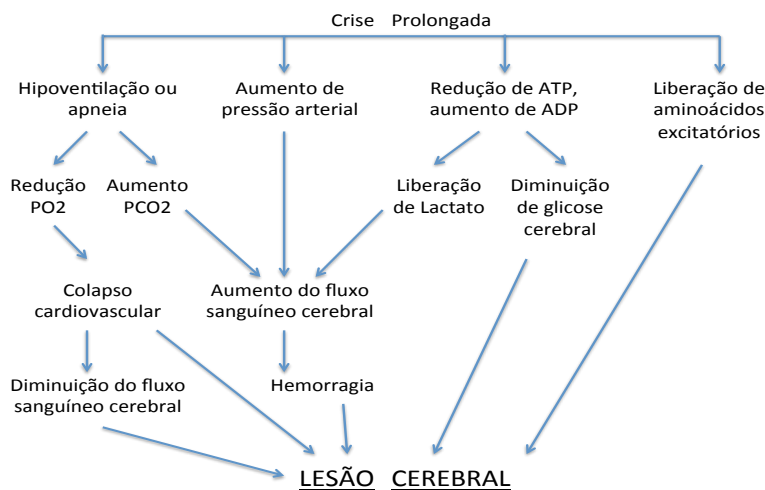 Crise Prolongada
Hipoventilação ou
apneia
Aumento de
pressão arterial
Redução de ATP,
aumento de ADP
Liberação de
aminoácidos
excitatórios
Redução
PO2
Aumento
PCO2
Liberação
de Lactato
Diminuição
de glicose
cerebral
Colapso
cardiovascular
Aumento do fluxo
sanguíneo cerebral
Diminuição do fluxo
sanguíneo cerebral
Hemorragia
LESÃO CEREBRAL